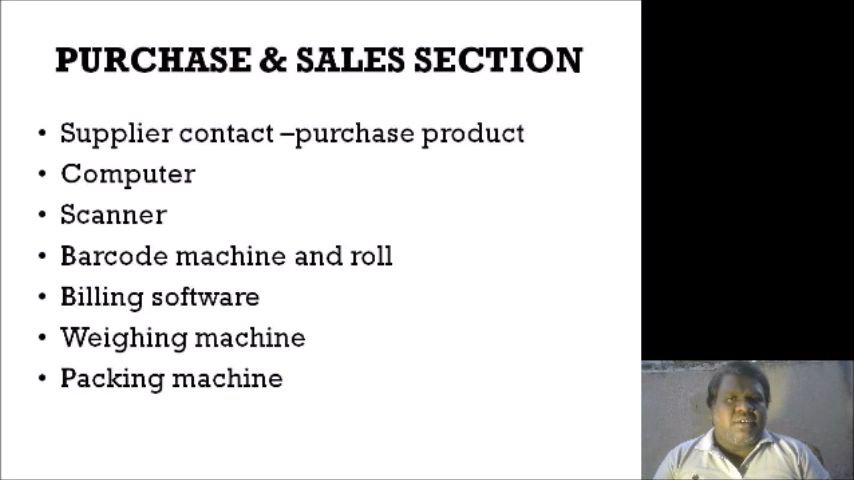 PURCHASE & SALES SECTION
• Supplier contact –purchase product
• Computer
• Scanner
• Barcode machine and roll
• Billing software
• Weighing machine
• Packing machine